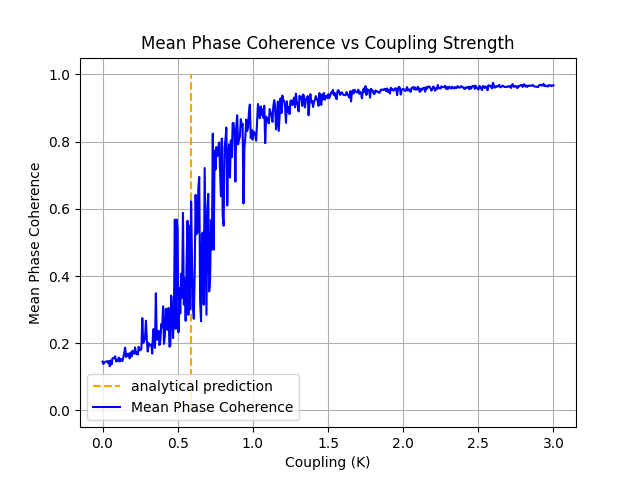 Mean Phase Coherence vs Coupling Strength
Mean Phase Coherence
1.0
0.8
0.6
0.4
0.2
0.0
analytical prediction
Mean Phase Coherence
0.0 0.5 1.0 1.5 2.0 2.5 3.0
Coupling (K)